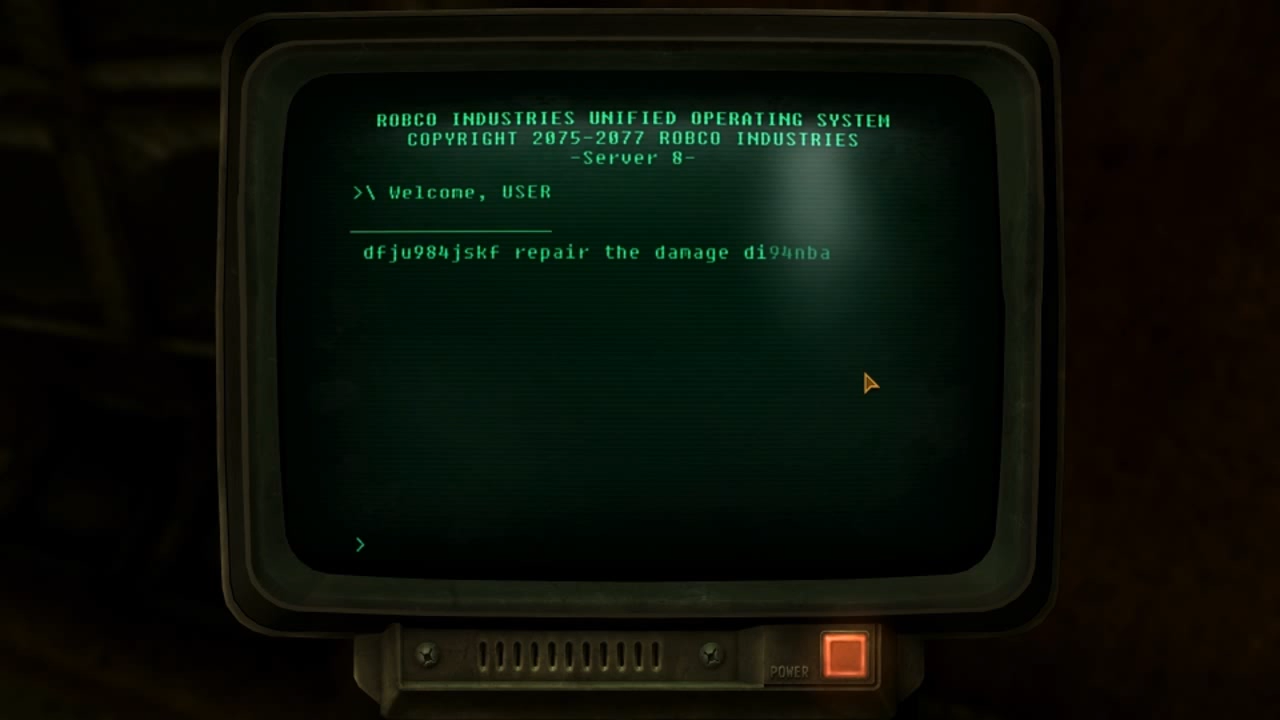 ROBCO INDUSTRIES UNIFIED OPERATING SYSTEM
COPYRIGHT 2075-2077 ROBCO INDUSTRIES
-Server 8-
>\ Welcome, USER
dfju984jskf repair the damage di94nba
>
POWER